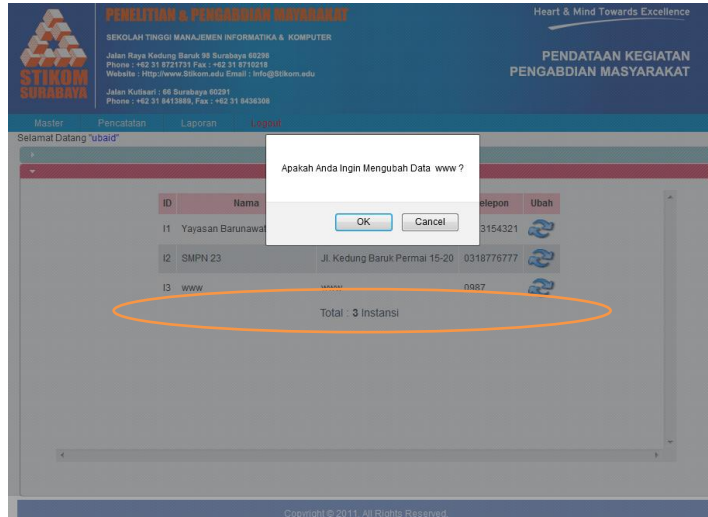 PENELITIAN & PENGABDIAN MAYARAKAT
Heart & Mind Towards Excellence
SEKOLAH TINGGI MANAJEMEN INFORMATIKA & KOMPUTER
Jalan Raya Kedung Baruk 98 Surabaya 60298
Phone : +62 31 8721731 Fax : +62 31 8710218
Website : Http://www.Stikom.edu Email : Info@Stikom.edu
PENDATAAN KEGIATAN
PENGABDIAN MASYARAKAT
STIKOM
SURABAYA
Jalan Kutisari : 66 Surabaya 60291
Phone : +62 31 8413889, Fax : +62 31 8436306
Master Pencatatan Laporan Logout
Selamat Datang "ubaid"
Apakah Anda Ingin Mengubah Data www ?
OK Cancel
ID Nama elepon Ubah
I1 Yayasan Barunawat 3154321
I2 SMPN 23 Jl. Kedung Baruk Permai 15-20 0318776777
I3 www www 0987
Total : 3 Instansi
Copyright © 2011. All Rights Reserved.